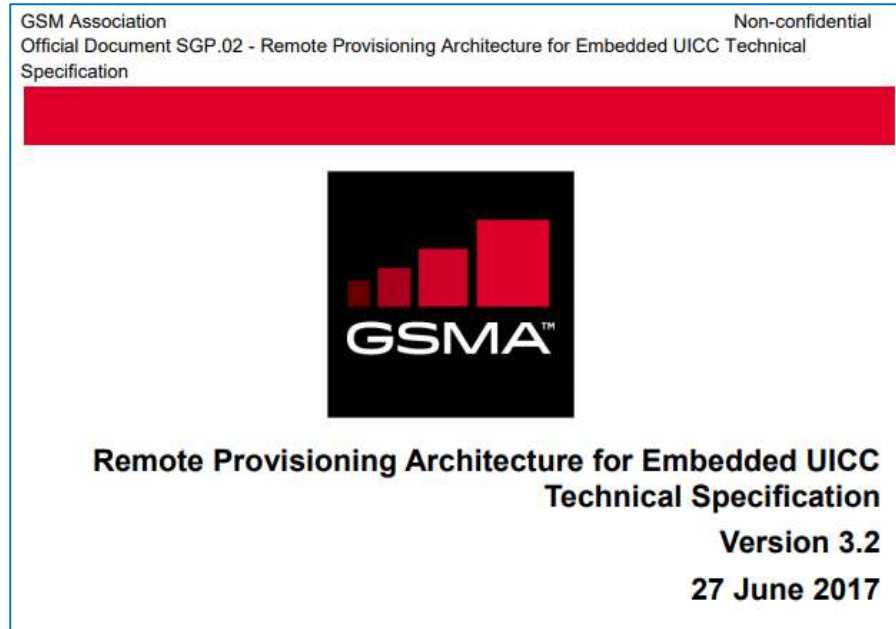 GSM Association Non-confidential
Official Document SGP.02 - Remote Provisioning Architecture for Embedded UICC Technical
Specification
GSMA™
Remote Provisioning Architecture for Embedded UICC
Technical Specification
Version 3.2
27 June 2017